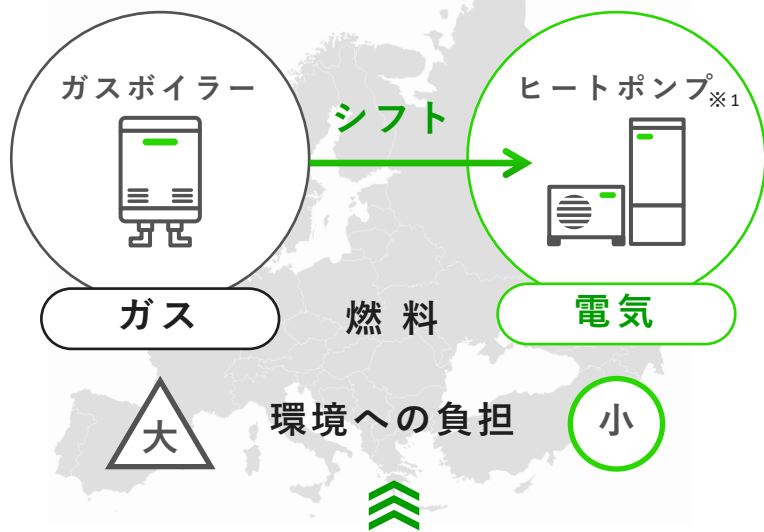 ガスボイラー
ヒートポンプ※1
シフト
ガス
燃料
電気
大
環境への負担
小